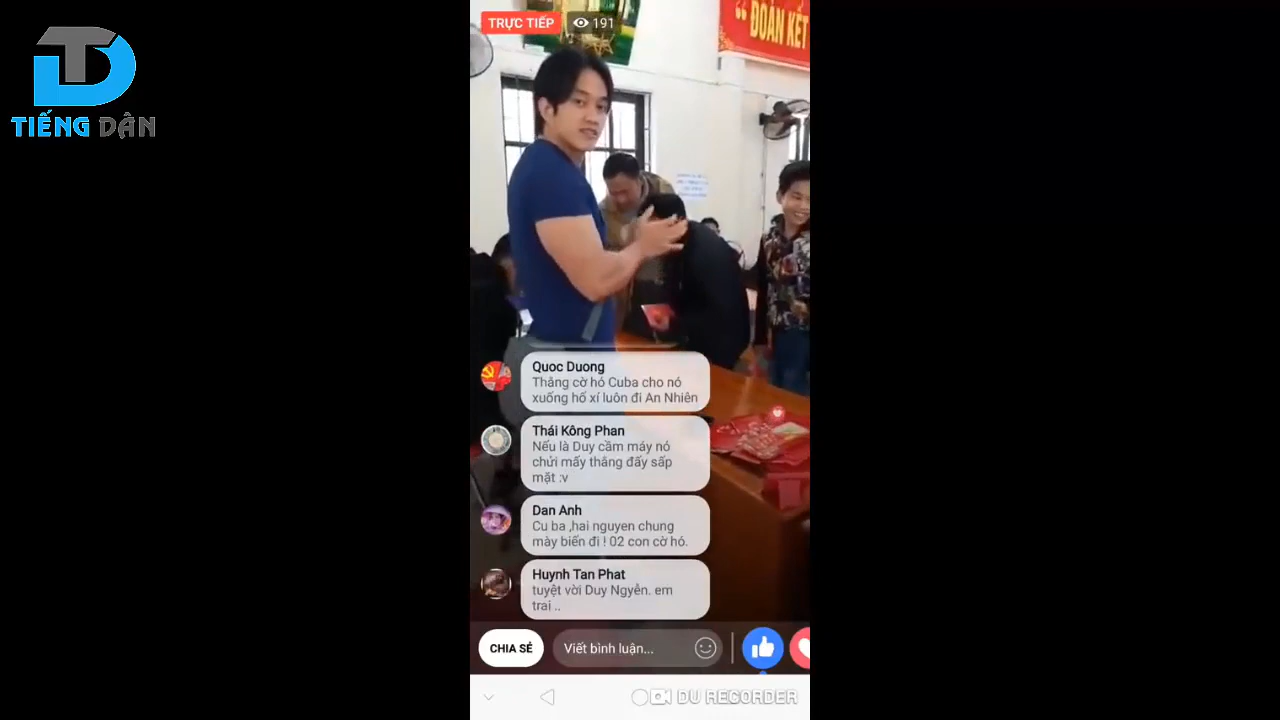 TIẾNG DÂN
TRỰC TIẾP 191
“ ĐOÀN KẾT
Quoc Duong
Thằng cờ hó Cuba cho nó
xuống hố xí luôn đi An Nhiên
Thái Kông Phan
Nếu là Duy cầm máy nó
chửi mấy thằng đấy sấp
mặt :v
Dan Anh
Cu ba ,hai nguyen chung
mày biến đi ! 02 con cờ hó.
Huynh Tan Phat
tuyệt vời Duy Ngyễn. em
trai ..
CHIA SẺ
Viết bình luận...
DU RECORDER